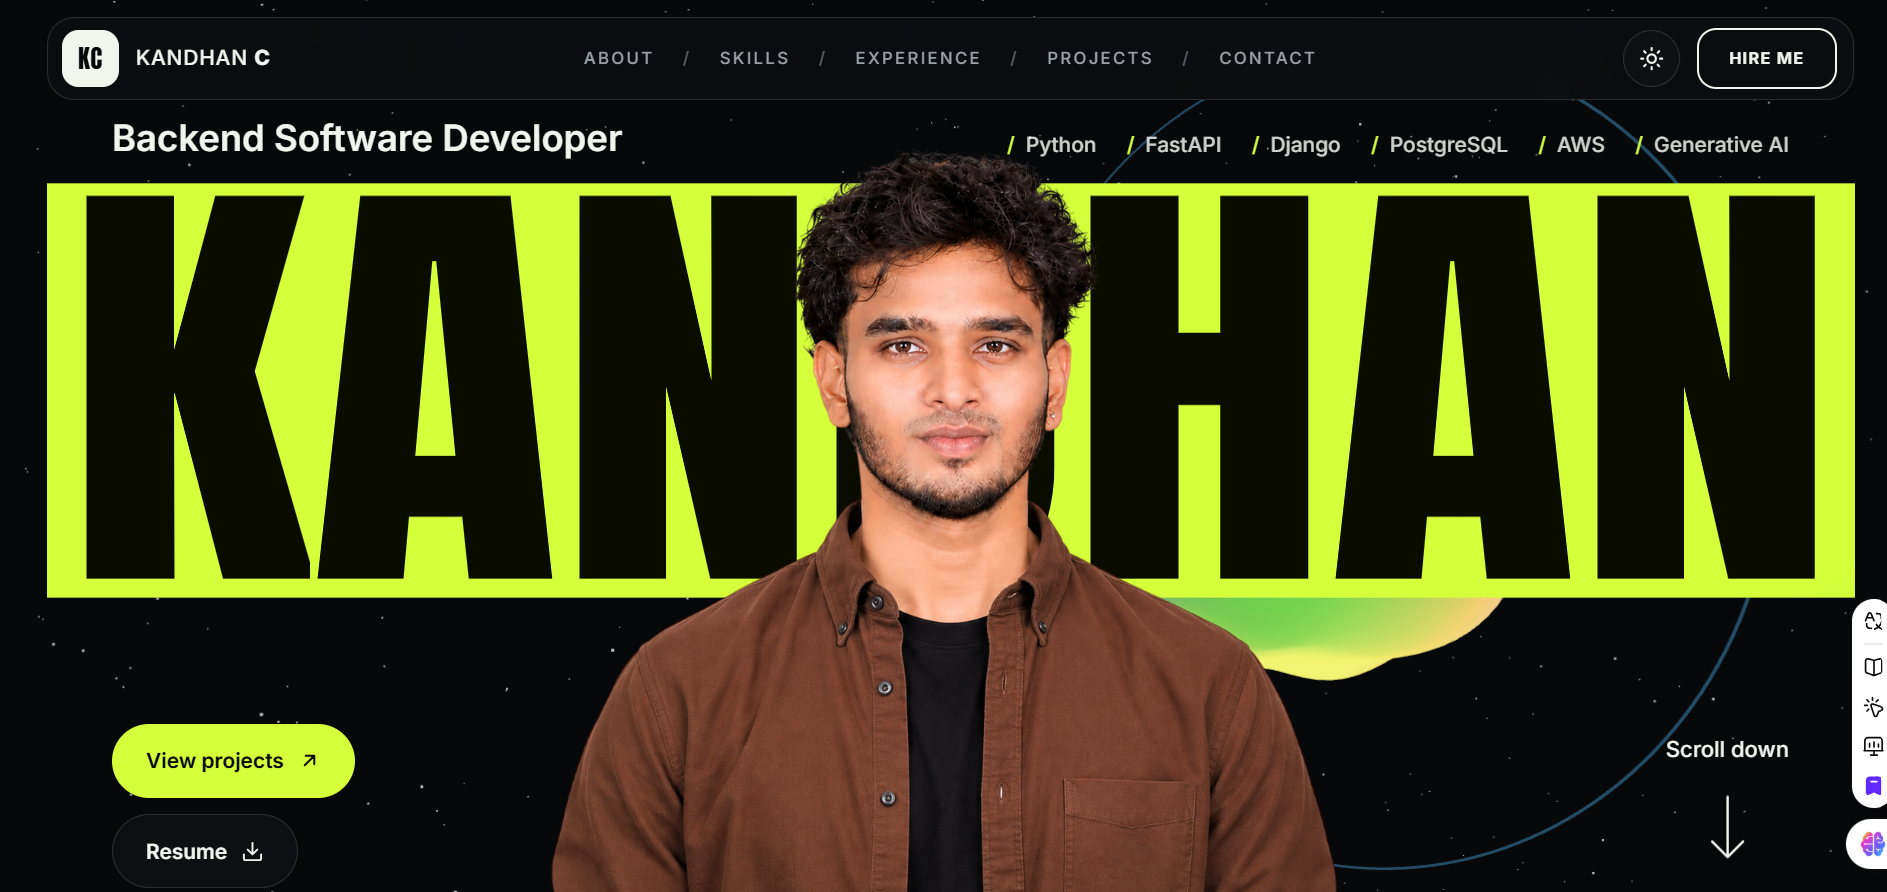 KC KANDHAN C ABOUT / SKILLS / EXPERIENCE / PROJECTS / CONTACT HIRE ME
Backend Software Developer
/ Python / FastAPI / Django / PostgreSQL / AWS / Generative AI
KANDHAN
View projects
Resume
Scroll down